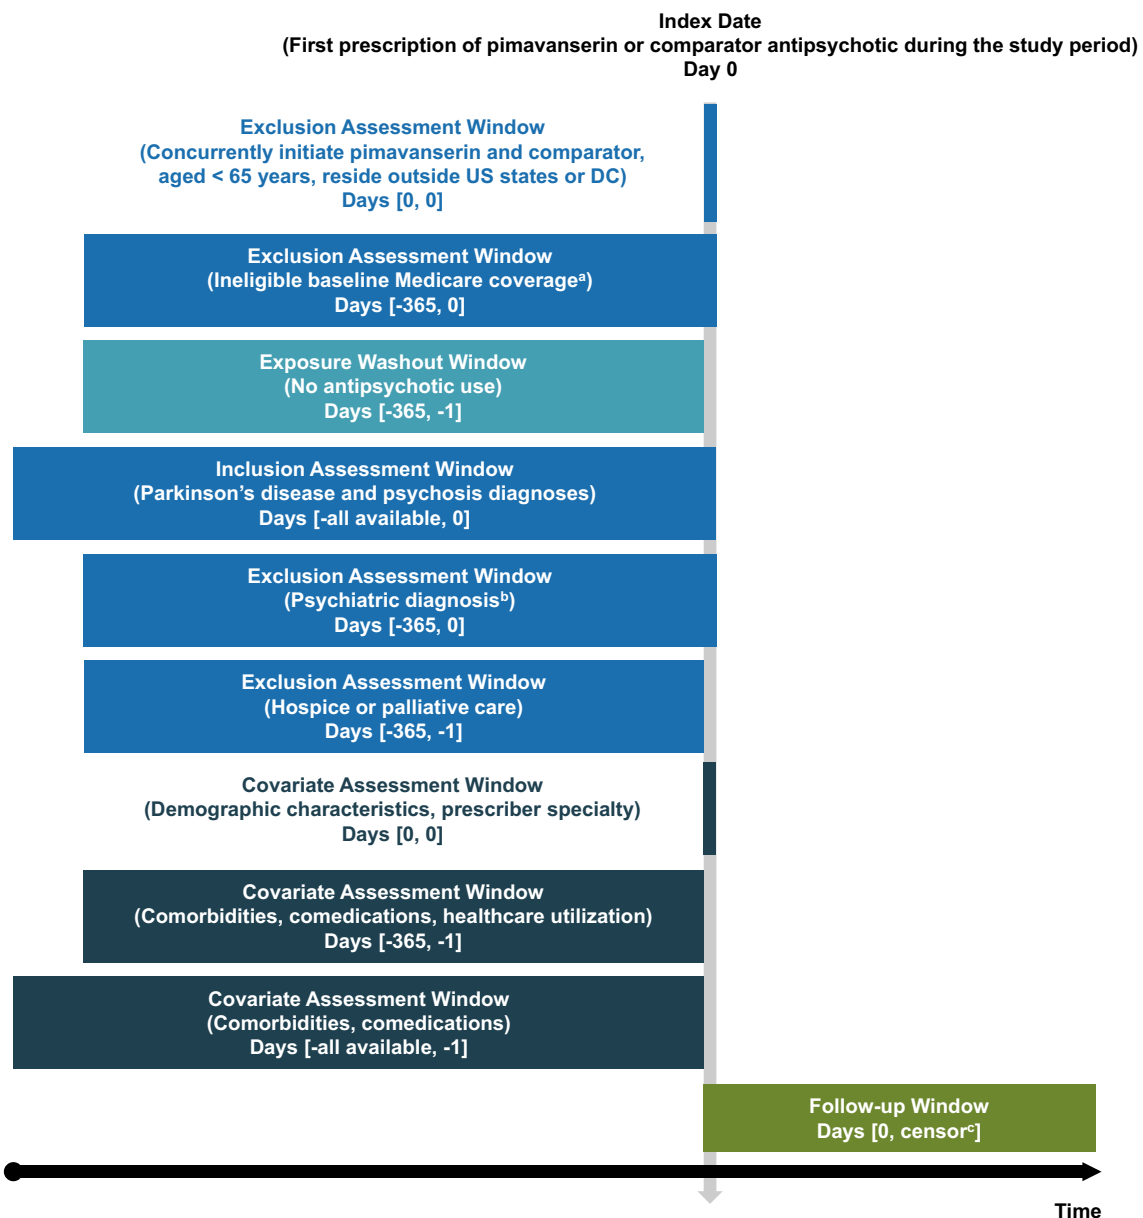 Index Date
(First prescription of pimavanserin or comparator antipsychotic during the study period)
Day 0
Exclusion Assessment Window
(Concurrently initiate pimavanserin and comparator,
aged < 65 years, reside outside US states or DC)
Days [0, 0]
Exclusion Assessment Window
(Ineligible baseline Medicare coverageᵃ)
Days [-365, 0]
Exposure Washout Window
(No antipsychotic use)
Days [-365, -1]
Inclusion Assessment Window
(Parkinson’s disease and psychosis diagnoses)
Days [-all available, 0]
Exclusion Assessment Window
(Psychiatric diagnosisᵇ)
Days [-365, 0]
Exclusion Assessment Window
(Hospice or palliative care)
Days [-365, -1]
Covariate Assessment Window
(Demographic characteristics, prescriber specialty)
Days [0, 0]
Covariate Assessment Window
(Comorbidities, comedications, healthcare utilization)
Days [-365, -1]
Covariate Assessment Window
(Comorbidities, comedications)
Days [-all available, -1]
Follow-up Window
Days [0, censorᶜ]
Time